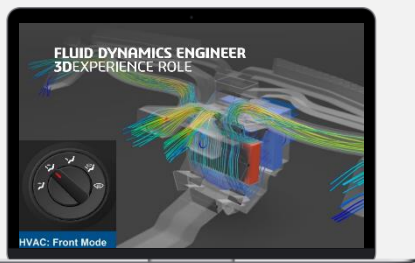 FLUID DYNAMICS ENGINEER
3DEXPERIENCE ROLE
HVAC: Front Mode